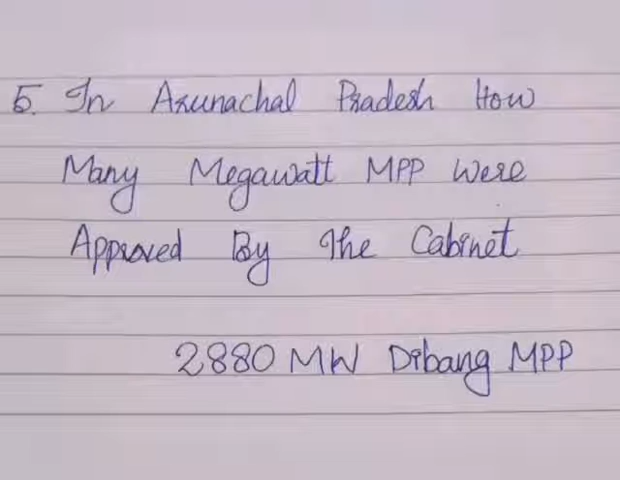 5. In Arunachal Pradesh How
Many Megawatt MPP Were
Approved By The Cabinet
2880 MW Dibang MPP